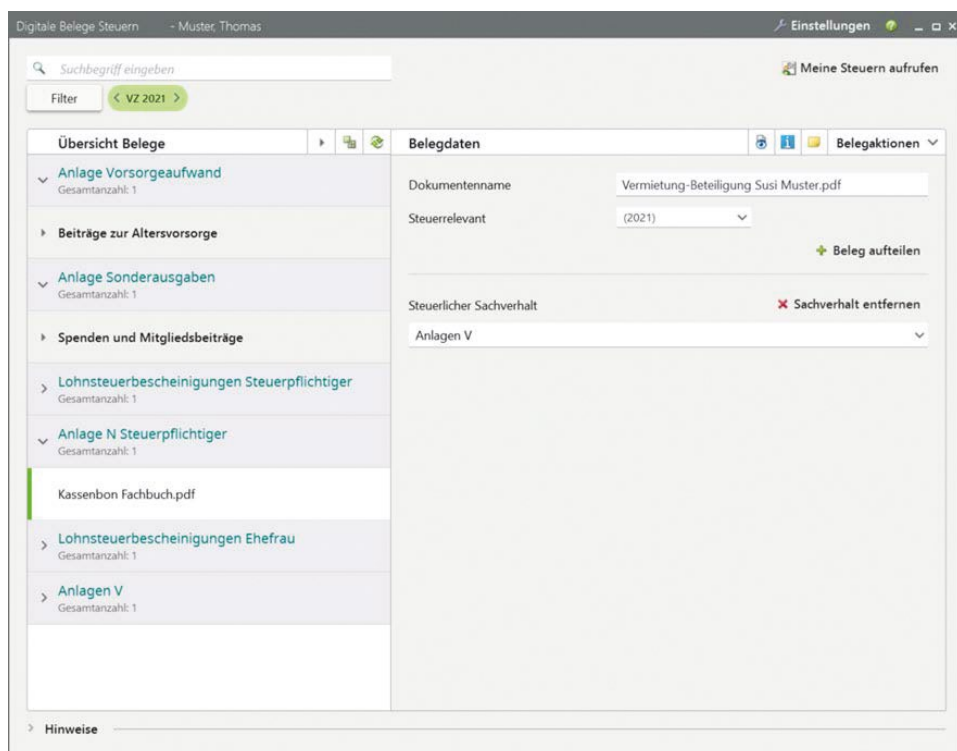 Digitale Belege Steuern - Muster, Thomas
Einstellungen
Suchbegriff eingeben
Meine Steuern aufrufen
Filter
< VZ 2021 >
Übersicht Belege
Anlage Vorsorgeaufwand
Gesamtanzahl: 1
Beiträge zur Altersvorsorge
Anlage Sonderausgaben
Gesamtanzahl: 1
Spenden und Mitgliedsbeiträge
Lohnsteuerbescheinigungen Steuerpflichtiger
Gesamtanzahl: 1
Anlage N Steuerpflichtiger
Gesamtanzahl: 1
Kassenbon Fachbuch.pdf
Lohnsteuerbescheinigungen Ehefrau
Gesamtanzahl: 1
Anlagen V
Gesamtanzahl: 1
Belegdaten
Belegaktionen
Dokumentenname Vermietung-Beteiligung Susi Muster.pdf
Steuerrelevant (2021)
Beleg aufteilen
Steuerlicher Sachverhalt
Sachverhalt entfernen
Anlagen V
Hinweise